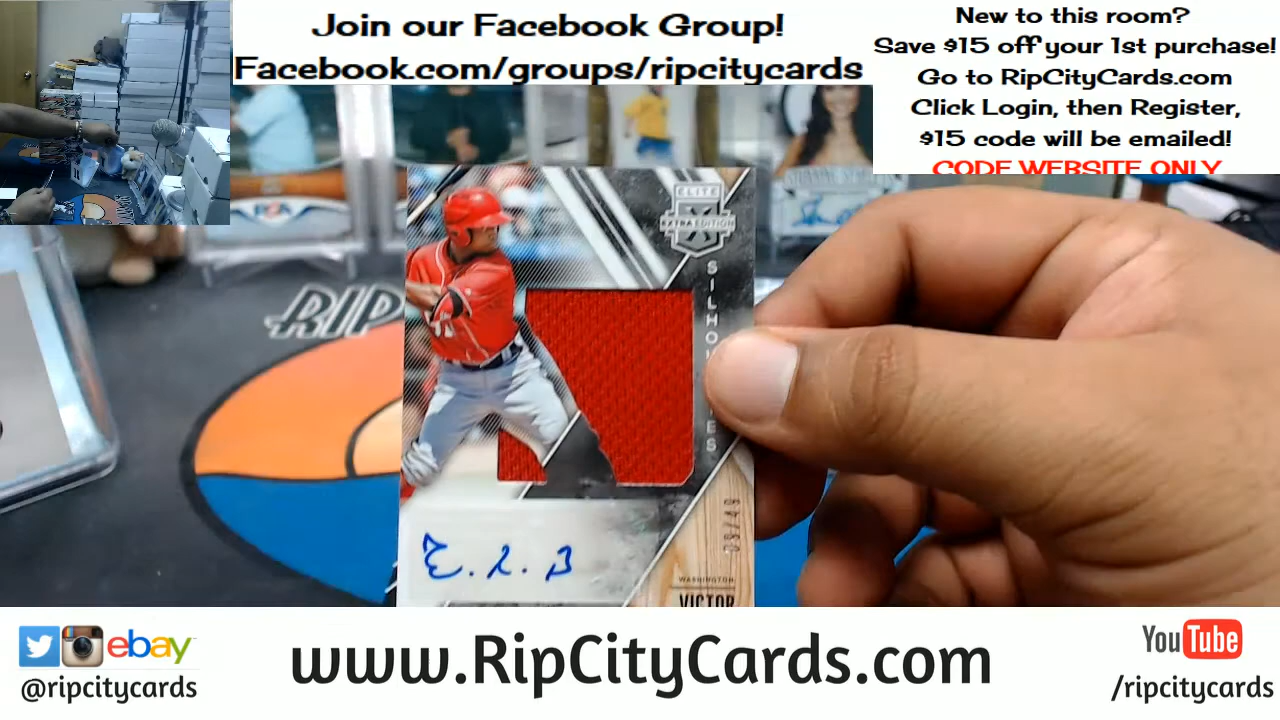 Join our Facebook Group!
Facebook.com/groups/ripcitycards
New to this room?
Save $15 off your 1st purchase!
Go to RipCityCards.com
Click Login, then Register,
$15 code will be emailed!
CODE WEBSITE ONLY
RIP
ELITE
EXTRA EDITION
WASHINGTON
VICTOR
ebay
@ripcitycards
www.RipCityCards.com
YouTube
/ripcitycards